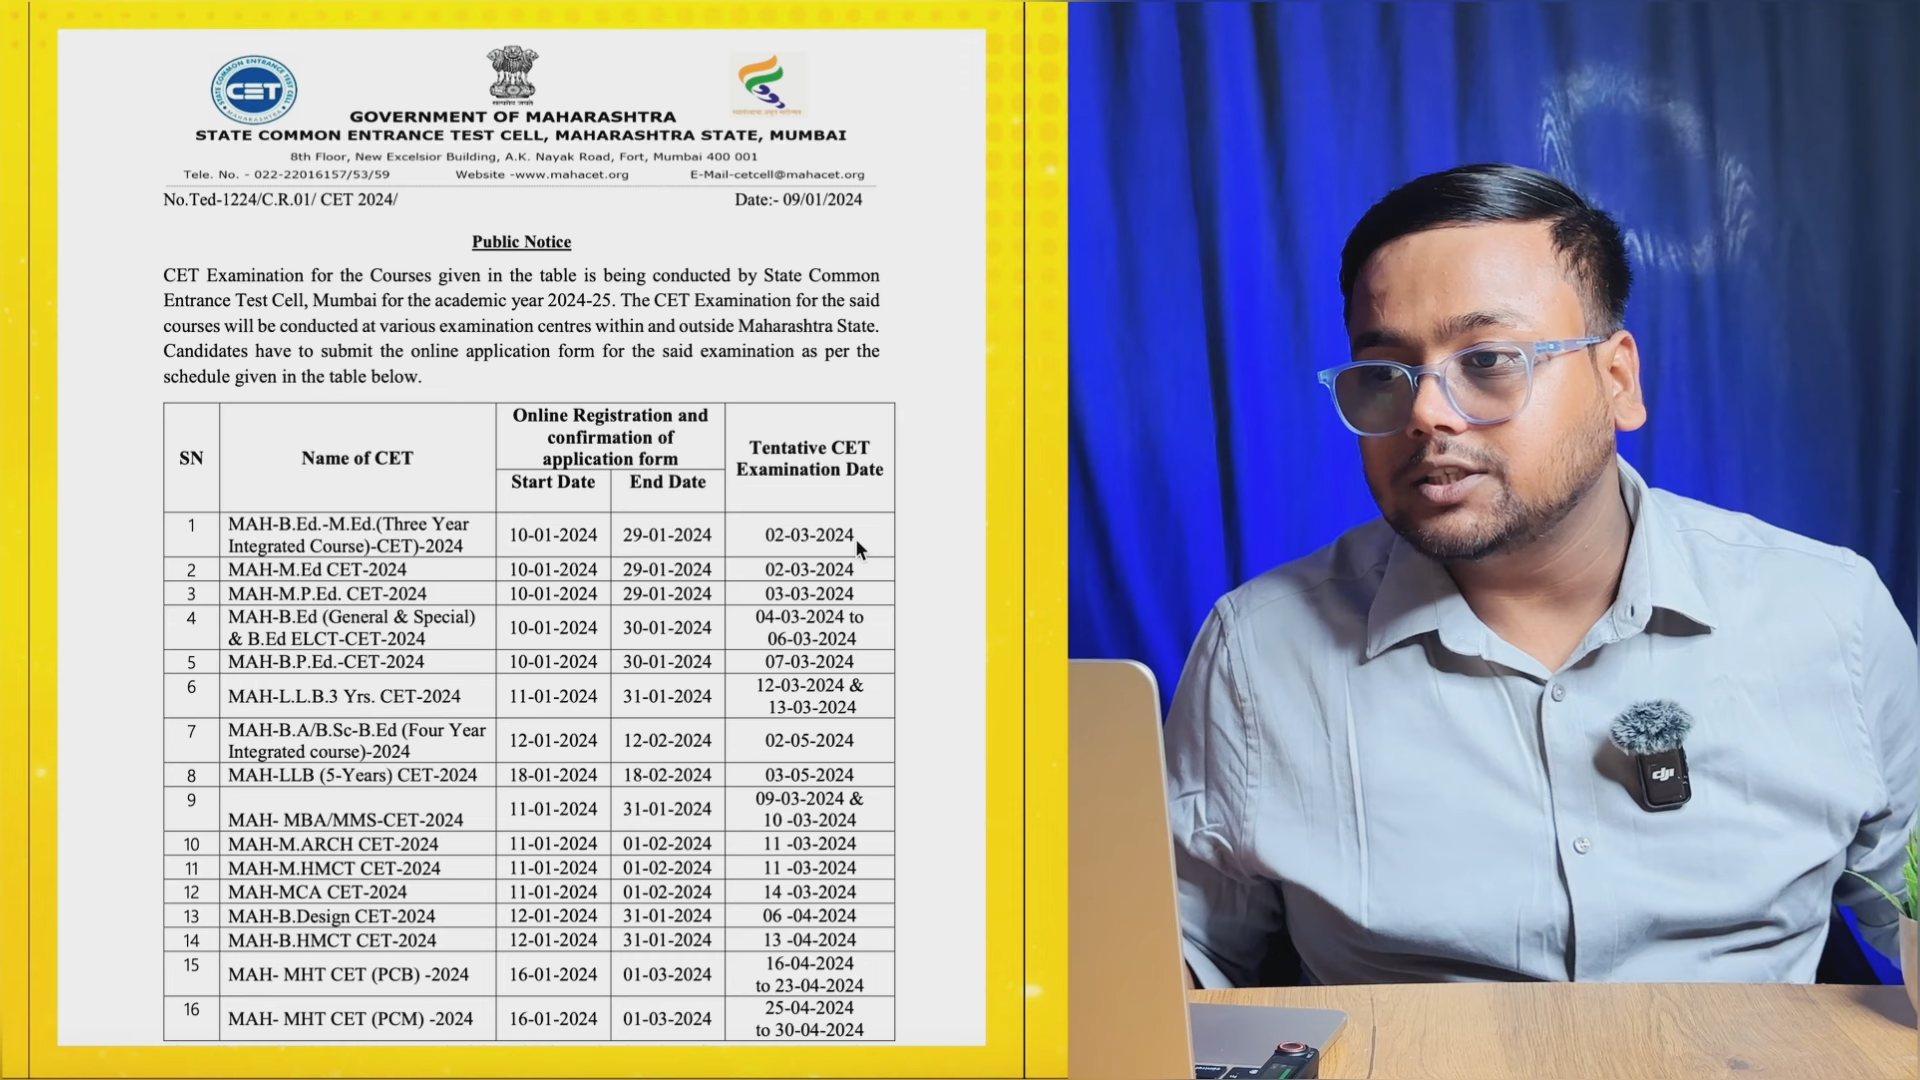 STATE COMMON ENTRANCE TEST CELL
CET
MAHARASHTRA
सत्यमेव जयते
GOVERNMENT OF MAHARASHTRA
STATE COMMON ENTRANCE TEST CELL, MAHARASHTRA STATE, MUMBAI
8th Floor, New Excelsior Building, A.K. Nayak Road, Fort, Mumbai 400 001
Tele. No. - 022-22016157/53/59 Website -www.mahacet.org E-Mail-cetcell@mahacet.org
No.Ted-1224/C.R.01/ CET 2024/ Date:- 09/01/2024
Public Notice
CET Examination for the Courses given in the table is being conducted by State Common
Entrance Test Cell, Mumbai for the academic year 2024-25. The CET Examination for the said
courses will be conducted at various examination centres within and outside Maharashtra State.
Candidates have to submit the online application form for the said examination as per the
schedule given in the table below.
SN Name of CET Online Registration and confirmation of application form Tentative CET Examination Date
Start Date End Date
1 MAH-B.Ed.-M.Ed.(Three Year Integrated Course)-CET)-2024 10-01-2024 29-01-2024 02-03-2024
2 MAH-M.Ed CET-2024 10-01-2024 29-01-2024 02-03-2024
3 MAH-M.P.Ed. CET-2024 10-01-2024 29-01-2024 03-03-2024
4 MAH-B.Ed (General & Special) & B.Ed ELCT-CET-2024 10-01-2024 30-01-2024 04-03-2024 to 06-03-2024
5 MAH-B.P.Ed.-CET-2024 10-01-2024 30-01-2024 07-03-2024
6 MAH-L.L.B.3 Yrs. CET-2024 11-01-2024 31-01-2024 12-03-2024 & 13-03-2024
7 MAH-B.A/B.Sc-B.Ed (Four Year Integrated course)-2024 12-01-2024 12-02-2024 02-05-2024
8 MAH-LLB (5-Years) CET-2024 18-01-2024 18-02-2024 03-05-2024
9 MAH- MBA/MMS-CET-2024 11-01-2024 31-01-2024 09-03-2024 & 10 -03-2024
10 MAH-M.ARCH CET-2024 11-01-2024 01-02-2024 11 -03-2024
11 MAH-M.HMCT CET-2024 11-01-2024 01-02-2024 11 -03-2024
12 MAH-MCA CET-2024 11-01-2024 01-02-2024 14 -03-2024
13 MAH-B.Design CET-2024 12-01-2024 31-01-2024 06 -04-2024
14 MAH-B.HMCT CET-2024 12-01-2024 31-01-2024 13 -04-2024
15 MAH- MHT CET (PCB) -2024 16-01-2024 01-03-2024 16-04-2024 to 23-04-2024
16 MAH- MHT CET (PCM) -2024 16-01-2024 01-03-2024 25-04-2024 to 30-04-2024
dji